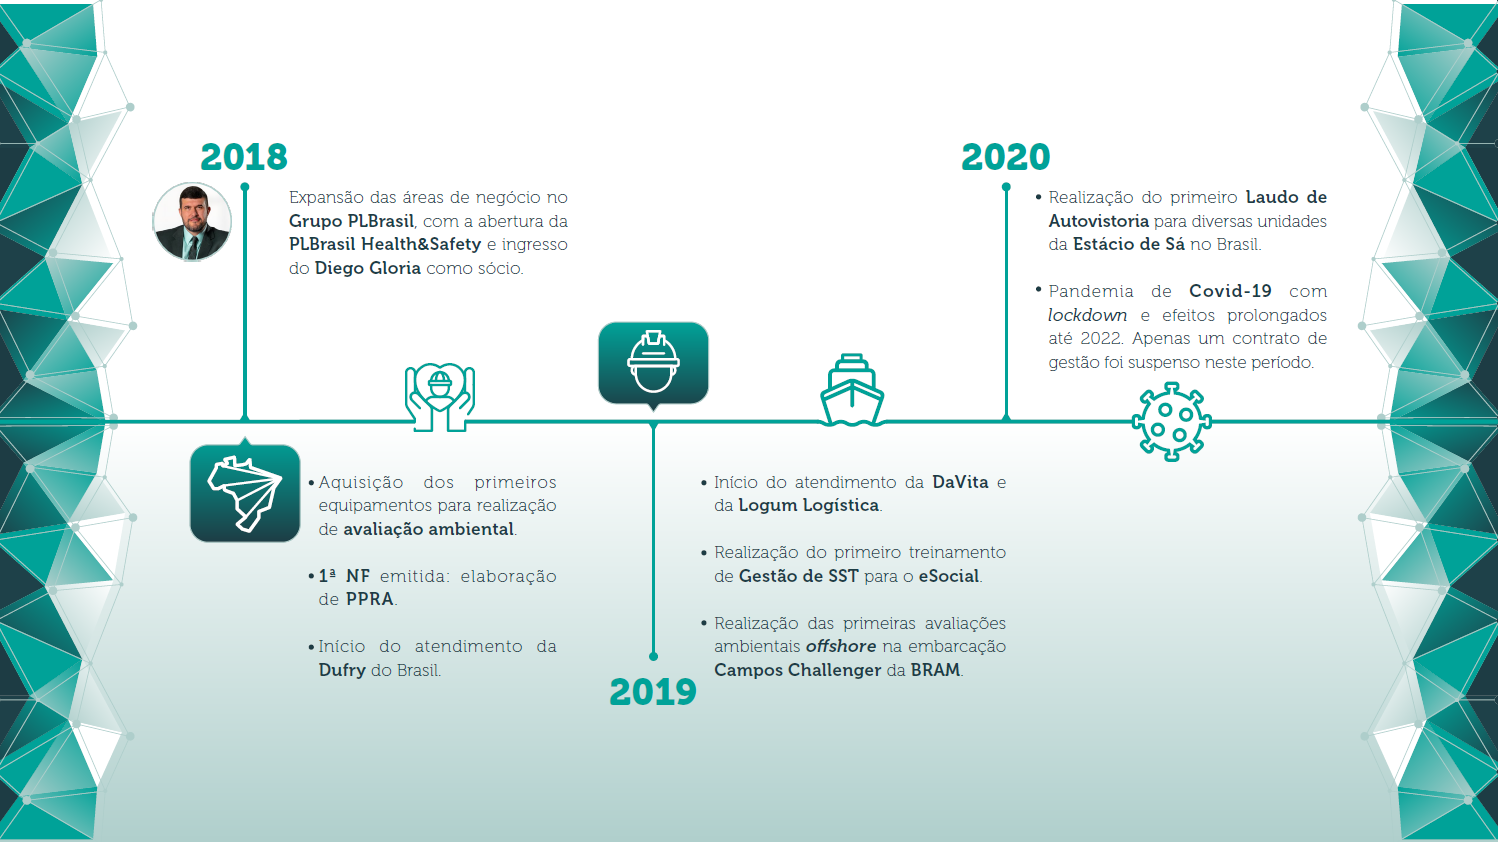 2018
Expansão das áreas de negócio no
Grupo PLBrasil, com a abertura da
PLBrasil Health&Safety e ingresso
do Diego Gloria como sócio.
• Aquisição dos primeiros
equipamentos para realização
de avaliação ambiental.
• 1ª NF emitida: elaboração
de PPRA.
• Início do atendimento da
Dufry do Brasil.
2019
• Início do atendimento da DaVita e
da Logum Logística.
• Realização do primeiro treinamento
de Gestão de SST para o eSocial.
• Realização das primeiras avaliações
ambientais offshore na embarcação
Campos Challenger da BRAM.
2020
• Realização do primeiro Laudo de
Autovistoria para diversas unidades
da Estácio de Sá no Brasil.
• Pandemia de Covid-19 com
lockdown e efeitos prolongados
até 2022. Apenas um contrato de
gestão foi suspenso neste período.